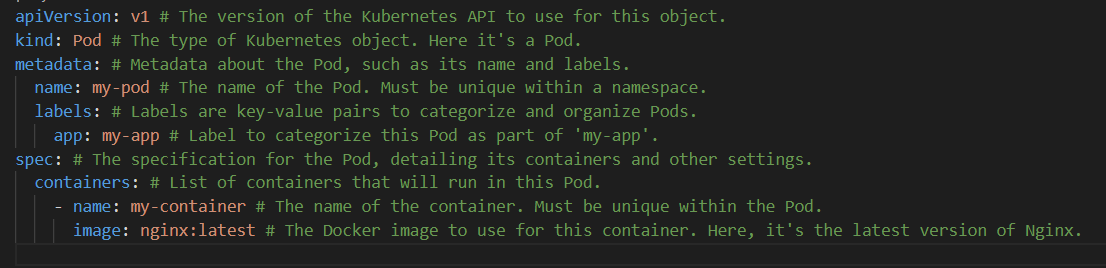 apiVersion: v1 # The version of the Kubernetes API to use for this object.
kind: Pod # The type of Kubernetes object. Here it's a Pod.
metadata: # Metadata about the Pod, such as its name and labels.
  name: my-pod # The name of the Pod. Must be unique within a namespace.
  labels: # Labels are key-value pairs to categorize and organize Pods.
    app: my-app # Label to categorize this Pod as part of 'my-app'.
spec: # The specification for the Pod, detailing its containers and other settings.
  containers: # List of containers that will run in this Pod.
    - name: my-container # The name of the container. Must be unique within the Pod.
      image: nginx:latest # The Docker image to use for this container. Here, it's the latest version of Nginx.